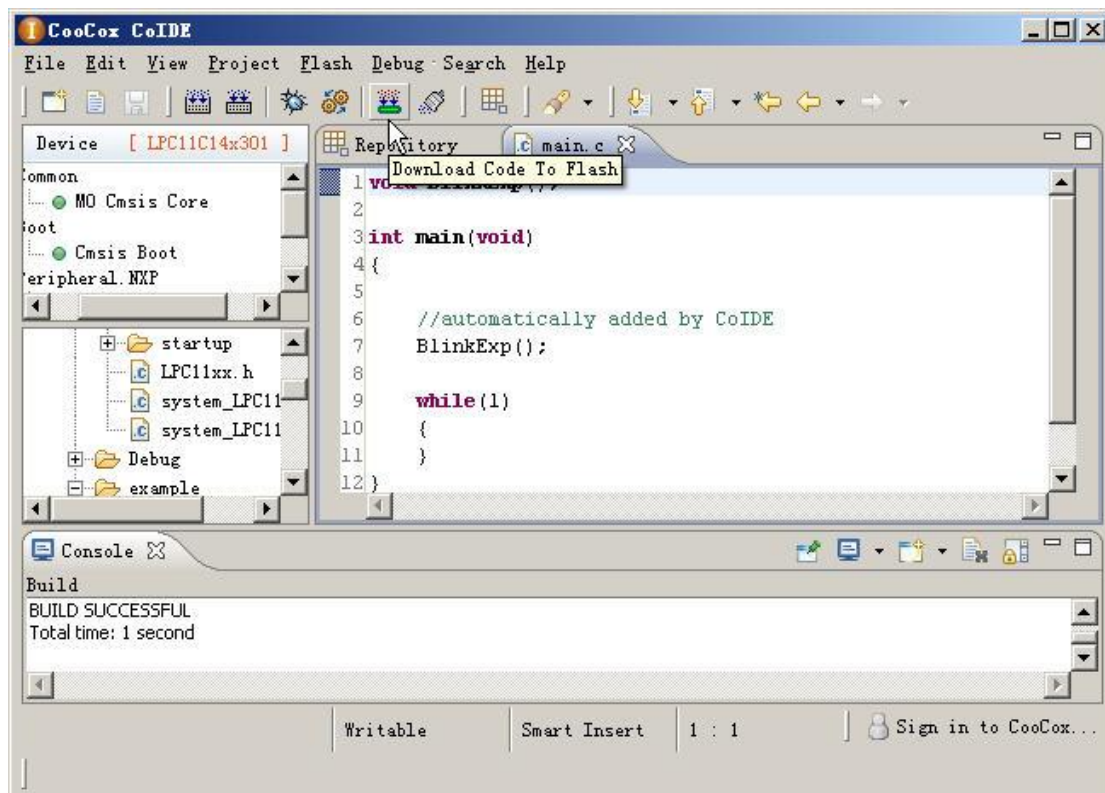 CooCox CoIDE
File Edit View Project Flash Debug Search Help
Device [ LPC11C14x301 ]
Repository main.c
Download Code To Flash
ommon
M0 Cmsis Core
oot
Cmsis Boot
eripheral.NXP
startup
LPC11xx.h
system_LPC11
system_LPC11
Debug
example
1 void BlinkExp();
2
3 int main(void)
4 {
5
6 //automatically added by CoIDE
7 BlinkExp();
8
9 while(1)
10 {
11 }
12 }
Console
Build
BUILD SUCCESSFUL
Total time: 1 second
Writable Smart Insert 1 : 1 Sign in to CooCox...